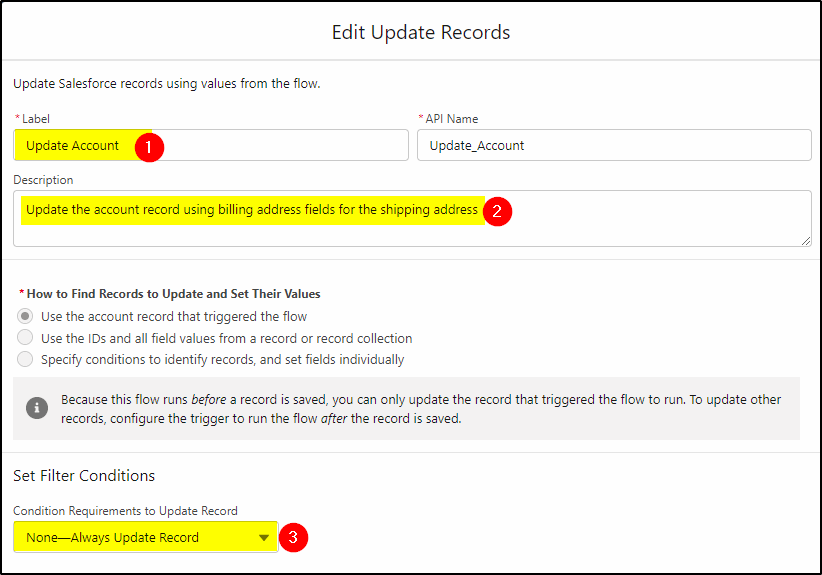 Edit Update Records
Update Salesforce records using values from the flow.
* Label
* API Name
Update Account
1
Update_Account
Description
Update the account record using billing address fields for the shipping address
2
* How to Find Records to Update and Set Their Values
Use the account record that triggered the flow
Use the IDs and all field values from a record or record collection
Specify conditions to identify records, and set fields individually
Because this flow runs before a record is saved, you can only update the record that triggered the flow to run. To update other
records, configure the trigger to run the flow after the record is saved.
Set Filter Conditions
Condition Requirements to Update Record
None—Always Update Record
3